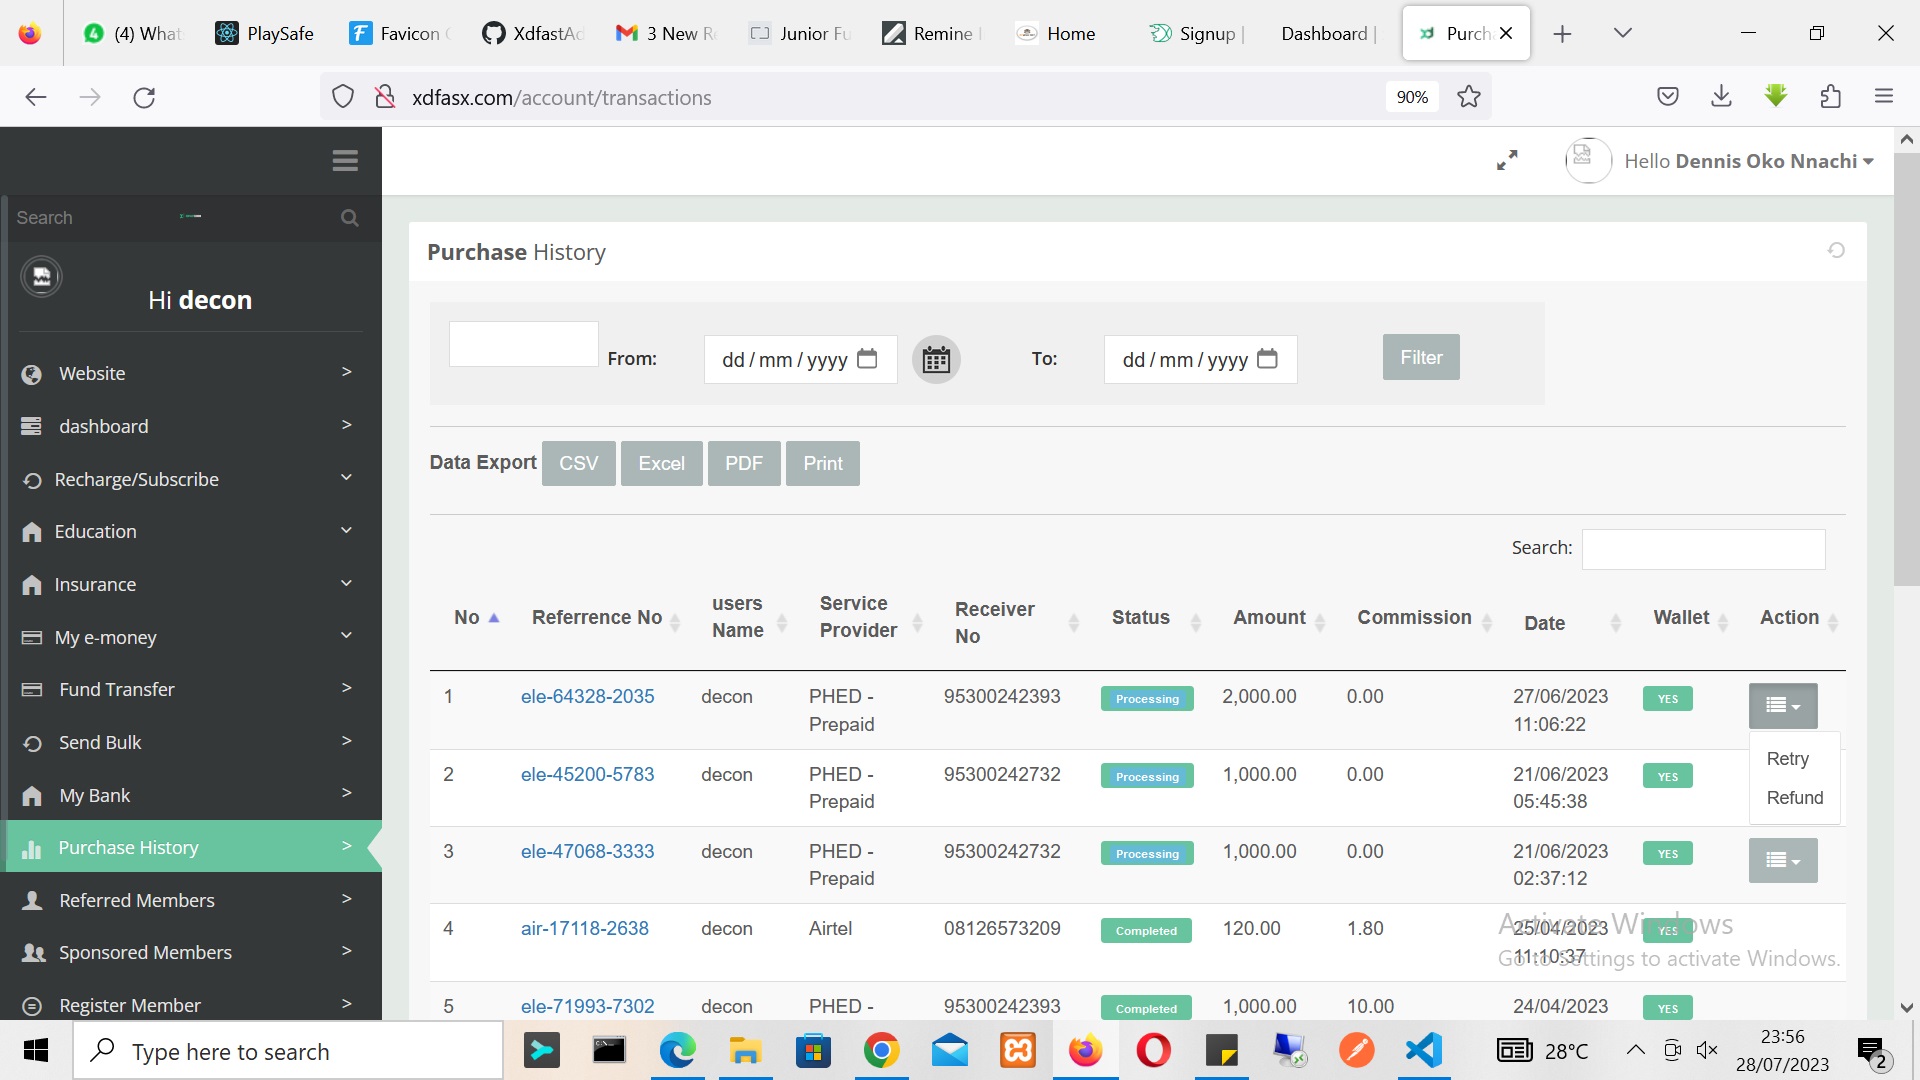 (4) What
PlaySafe
Favicon
XdfastAd
3 New Re
Junior Fu
Remine
Home
Signup |
Dashboard |
Purch
xdfasx.com/account/transactions
90%
Hello Dennis Oko Nnachi
Search
Hi decon
Website
dashboard
Recharge/Subscribe
Education
Insurance
My e-money
Fund Transfer
Send Bulk
My Bank
Purchase History
Referred Members
Sponsored Members
Register Member
Purchase History
From:
dd / mm / yyyy
To:
dd / mm / yyyy
Filter
Data Export
CSV
Excel
PDF
Print
Search:
No Referrence No users Name Service Provider Receiver No Status Amount Commission Date Wallet Action
1 ele-64328-2035 decon PHED - Prepaid 95300242393 Processing 2,000.00 0.00 27/06/2023 11:06:22 YES
Retry
Refund
2 ele-45200-5783 decon PHED - Prepaid 95300242732 Processing 1,000.00 0.00 21/06/2023 05:45:38 YES
3 ele-47068-3333 decon PHED - Prepaid 95300242732 Processing 1,000.00 0.00 21/06/2023 02:37:12 YES
4 air-17118-2638 decon Airtel 08126573209 Completed 120.00 1.80 25/04/2023 11:10:37 YES
5 ele-71993-7302 decon PHED - 95300242393 Completed 1,000.00 10.00 24/04/2023 YES
Activate Windows
Go to Settings to activate Windows.
Type here to search
28°C
23:56
28/07/2023
2